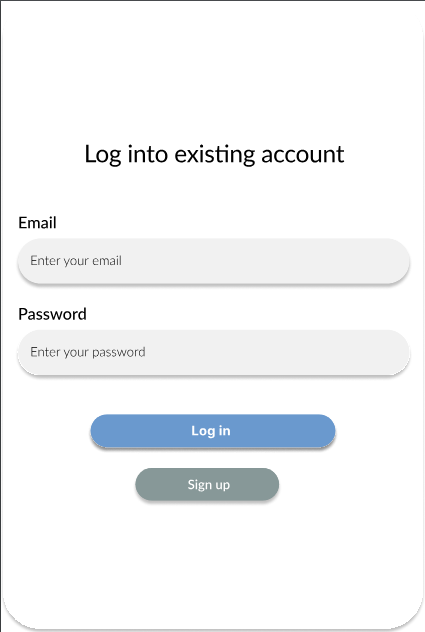 Log into existing account
Email
Enter your email
Password
Enter your password
Log in
Sign up